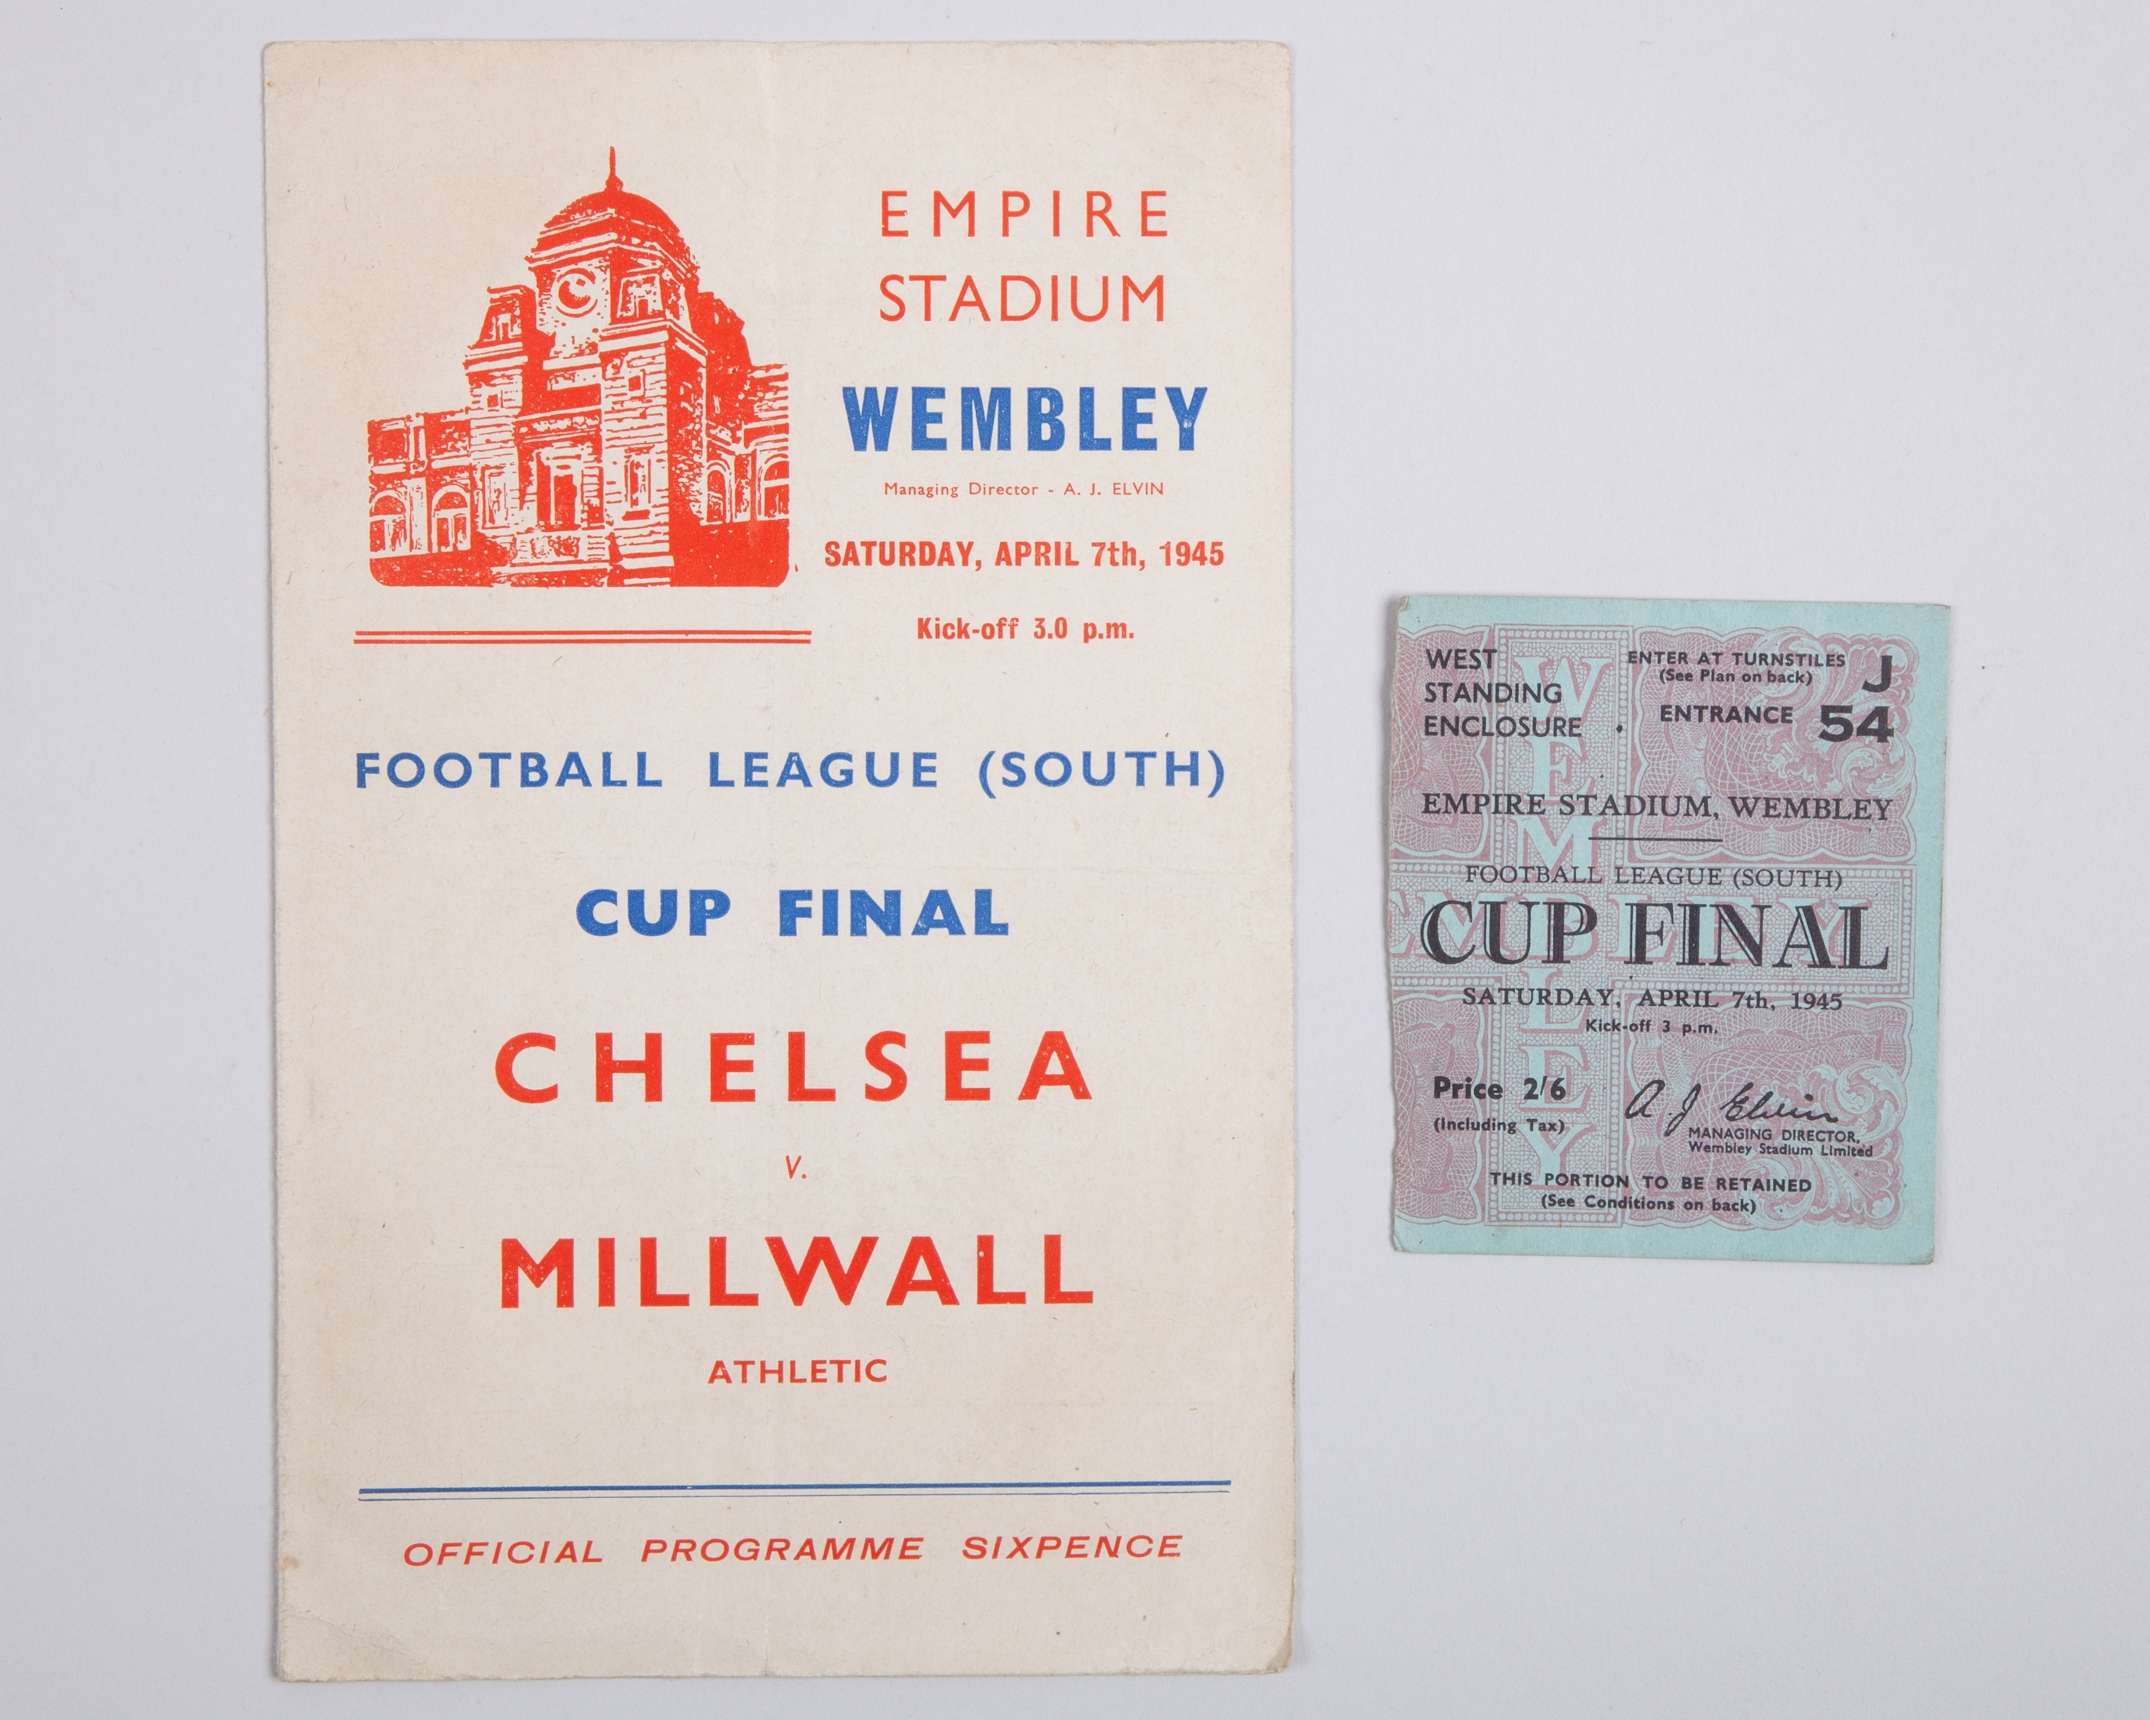 EMPIRE
STADIUM
WEMBLEY
Managing Director - A. J. ELVIN
SATURDAY, APRIL 7th, 1945
Kick-off 3.0 p.m.
FOOTBALL LEAGUE (SOUTH)
CUP FINAL
CHELSEA
v.
MILLWALL
ATHLETIC
OFFICIAL PROGRAMME SIXPENCE
WEST
STANDING
ENCLOSURE
ENTER AT TURNSTILES J
(See Plan on back)
ENTRANCE 54
EMPIRE STADIUM, WEMBLEY
FOOTBALL LEAGUE (SOUTH)
CUP FINAL
SATURDAY, APRIL 7th, 1945
Kick-off 3 p.m.
Price 2/6
(Including Tax)
A J Elvin
MANAGING DIRECTOR,
Wembley Stadium Limited
THIS PORTION TO BE RETAINED
(See Conditions on back)
WEMBLEY